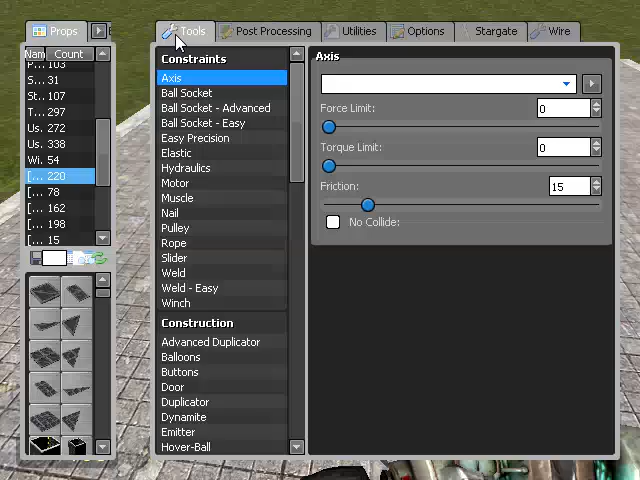 Props
Tools
Post Processing
Utilities
Options
Stargate
Wire
Nam
Count
P... 103
S... 31
St... 107
T... 297
Us. 272
Us. 338
Wi. 54
[... 220
[... 78
[... 162
[... 198
[... 15
Constraints
Axis
Ball Socket
Ball Socket - Advanced
Ball Socket - Easy
Easy Precision
Elastic
Hydraulics
Motor
Muscle
Nail
Pulley
Rope
Slider
Weld
Weld - Easy
Winch
Construction
Advanced Duplicator
Balloons
Buttons
Door
Duplicator
Dynamite
Emitter
Hover-Ball
Axis
Force Limit: 0
Torque Limit: 0
Friction: 15
No Collide: